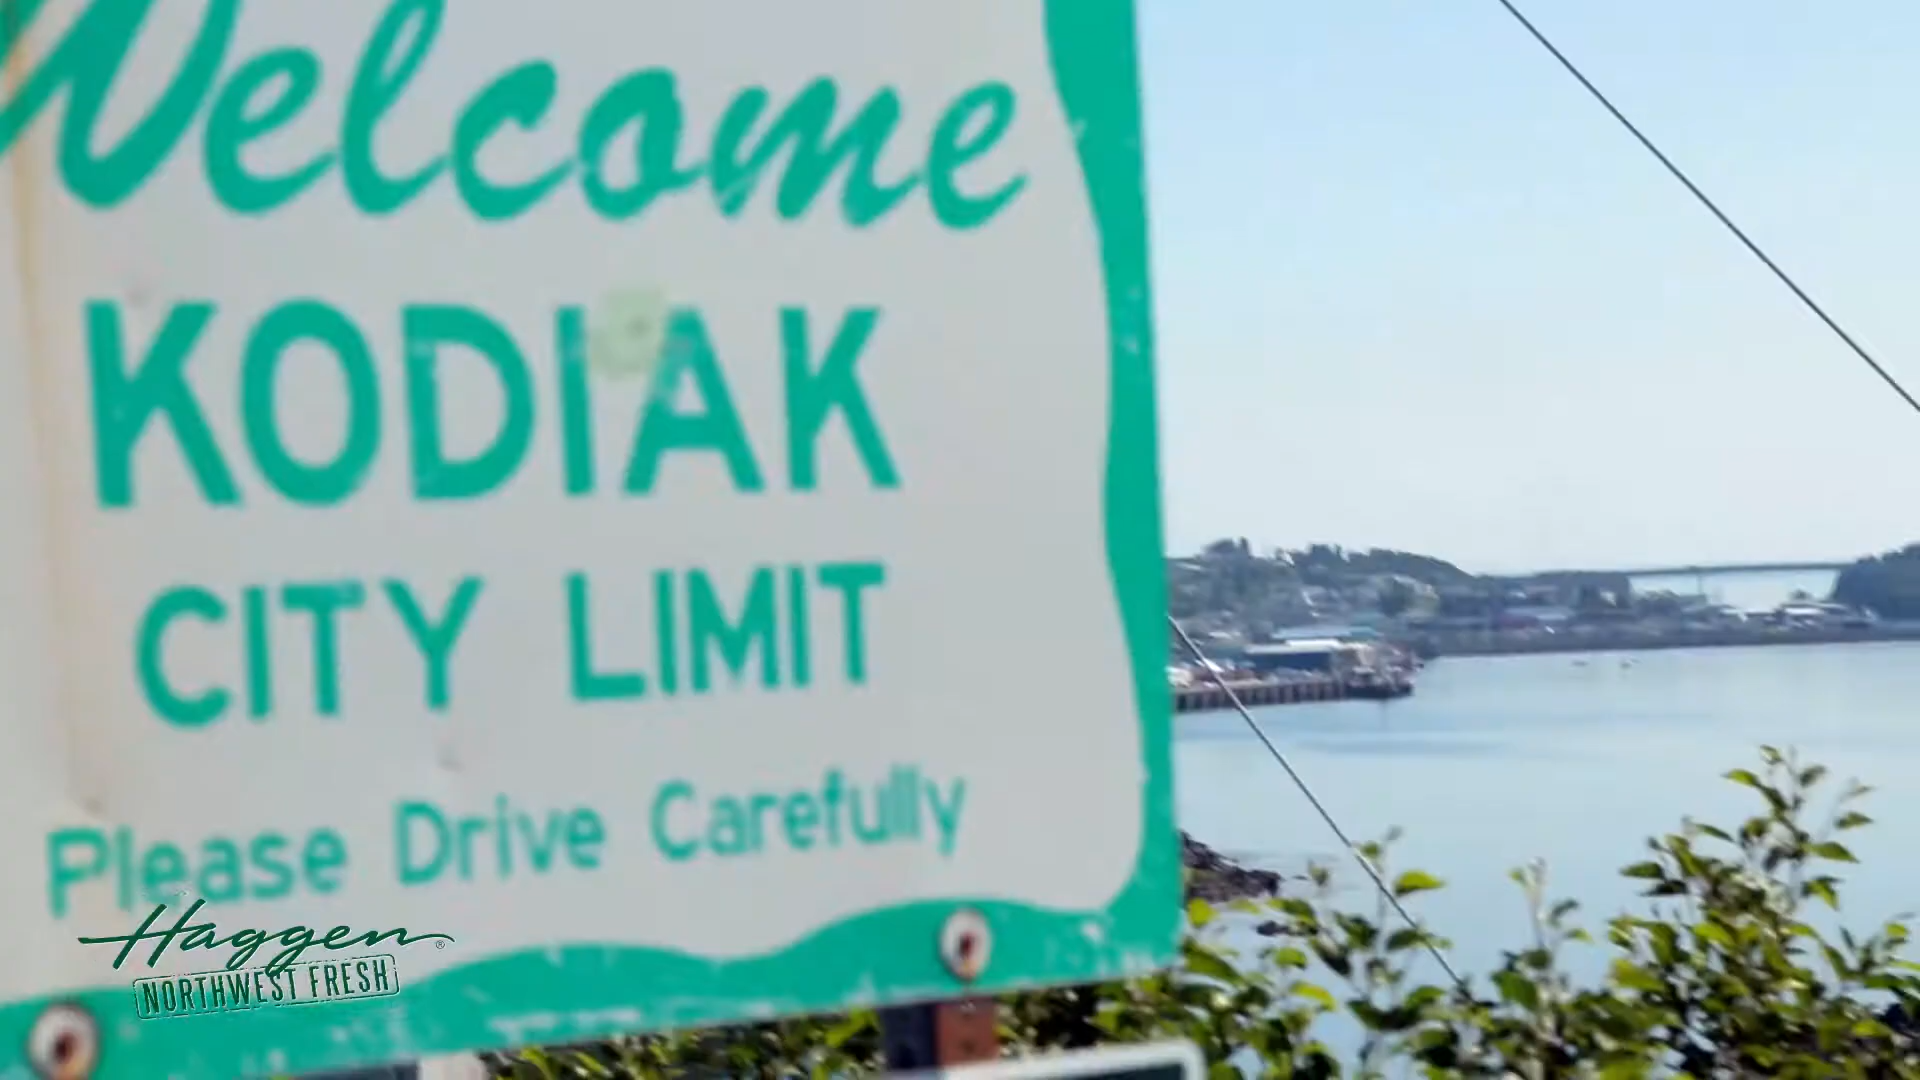 Welcome
KODIAK
CITY LIMIT
Please Drive Carefully
Haggen®
NORTHWEST FRESH